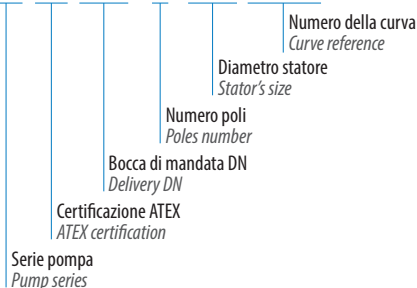 Numero della curva
Curve reference
Diametro statore
Stator's size
Numero poli
Poles number
Bocca di mandata DN
Delivery DN
Certificazione ATEX
ATEX certification
Serie pompa
Pump series